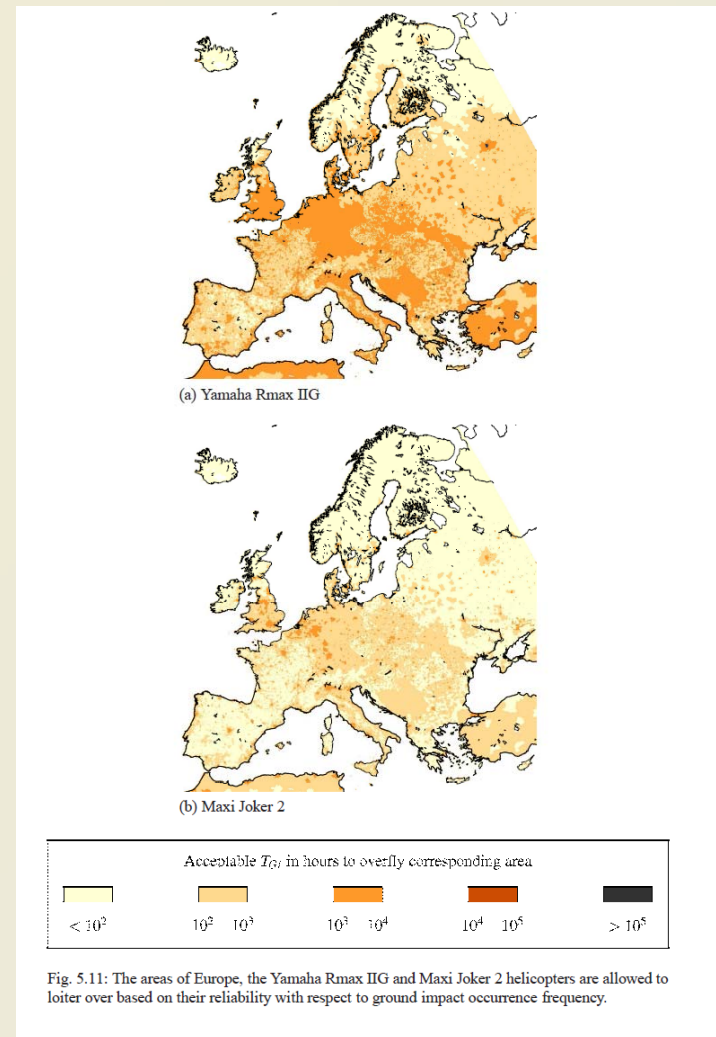 (a) Yamaha Rmax IIG
(b) Maxi Joker 2
Acceptable T_GI in hours to overfly corresponding area
< 10² 10² 10³ 10³ 10⁴ 10⁴ 10⁵ > 10⁵
Fig. 5.11: The areas of Europe, the Yamaha Rmax IIG and Maxi Joker 2 helicopters are allowed to
loiter over based on their reliability with respect to ground impact occurrence frequency.